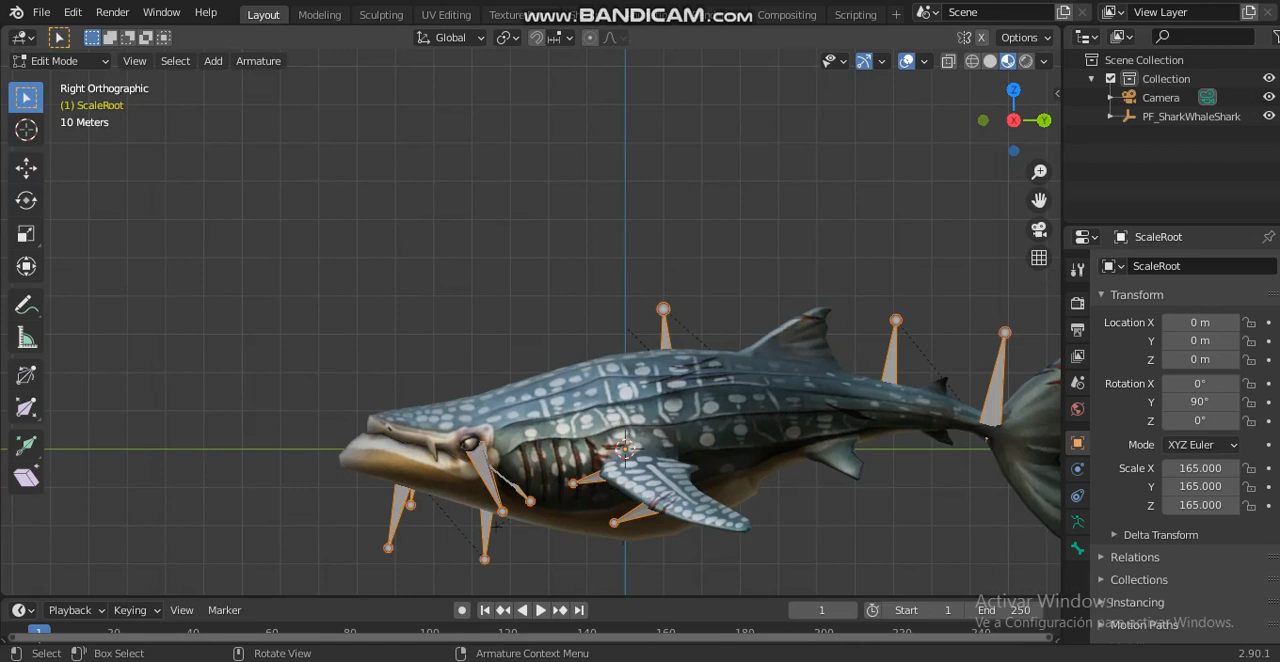 File Edit Render Window Help Layout Modeling Sculpting UV Editing Texture Compositing Scripting + Scene View Layer
www.BANDICAM.com
Global X Options
Edit Mode View Select Add Armature
Right Orthographic
(1) ScaleRoot
10 Meters
Z
X
Y
Scene Collection
Collection
Camera
PF_SharkWhaleShark
ScaleRoot
ScaleRoot
Transform
Location X 0 m
Y 0 m
Z 0 m
Rotation X 0°
Y 90°
Z 0°
Mode XYZ Euler
Scale X 165.000
Y 165.000
Z 165.000
Delta Transform
Relations
Collections
Instancing
Motion Paths
Activar Windows
Ve a Configuración para activar Windows.
Playback Keying View Marker 1 Start 1 End 250
1 20 40 60 80 100 120 140 160 180 200 220 240
Select Box Select Rotate View Armature Context Menu 2.90.1